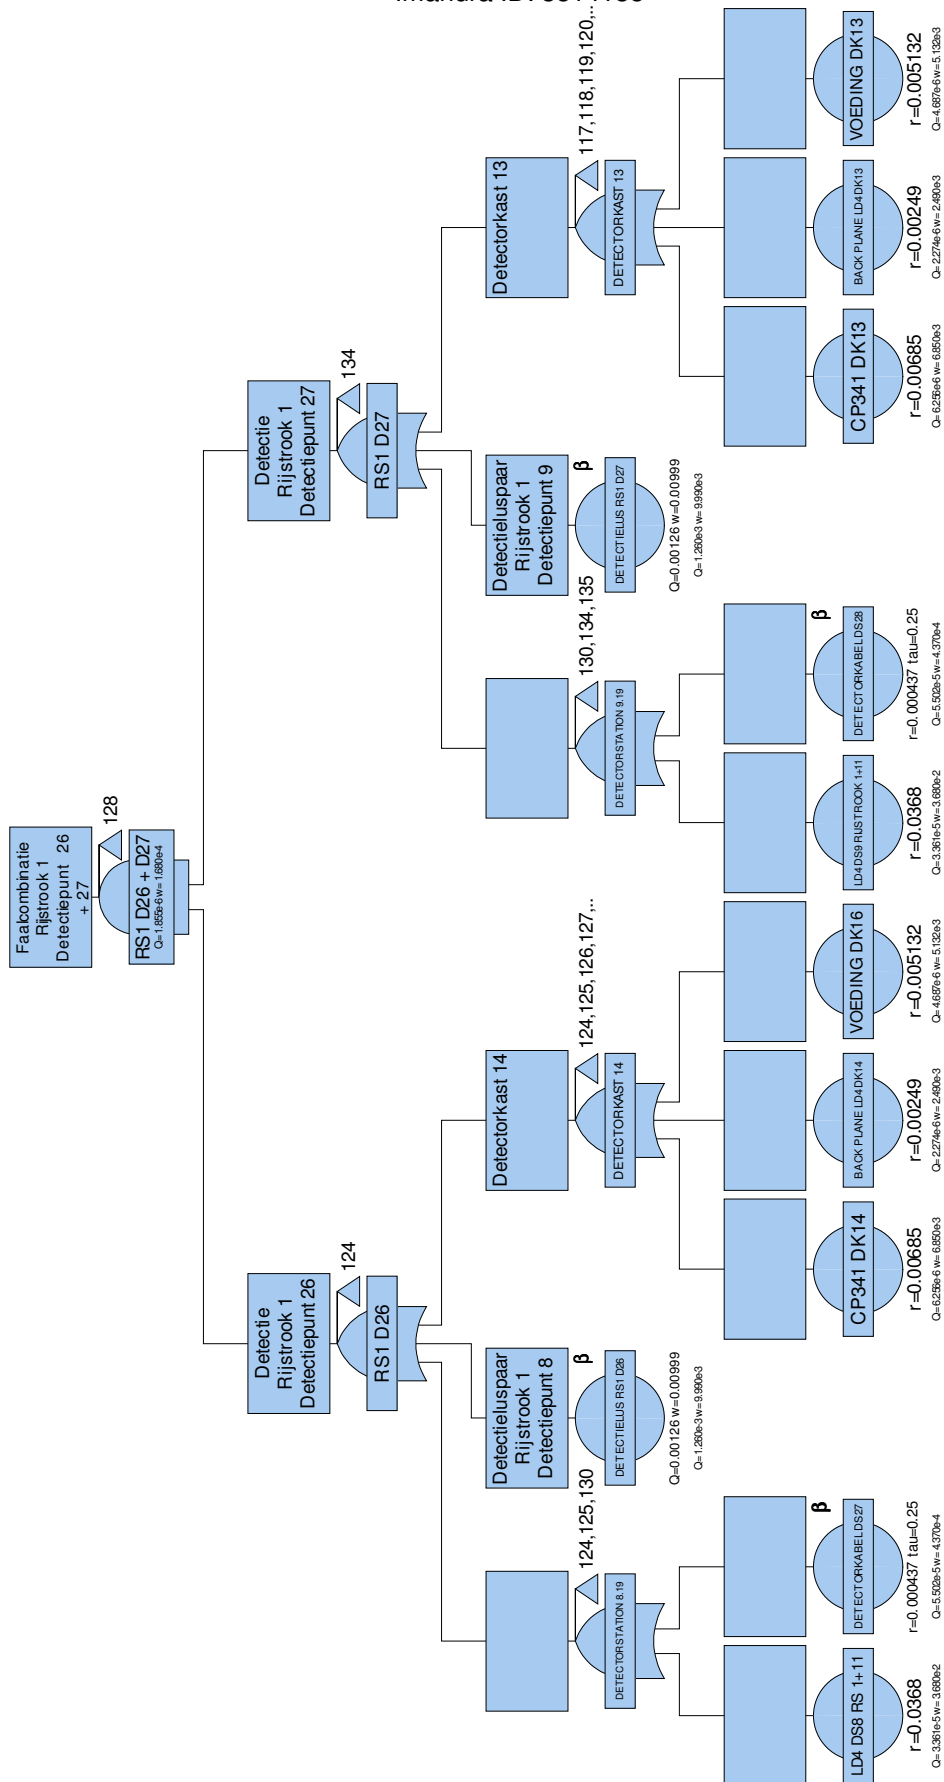 Faalcombinatie
Rijstrook 1
Detectiepunt 26
+ 27
128
RS1 D26 + D27
Q=1.855e-6 w=1.680e-4
Detectie
Rijstrook 1
Detectiepunt 26
124
RS1 D26
Detectie
Rijstrook 1
Detectiepunt 27
134
RS1 D27
124,125,130
DETECTORSTATION 8.19
Detectieluspaar
Rijstrook 1
Detectiepunt 8
β
DETECTIELUS RS1 D26
Q=0.00126 w=0.00999
Q=1.260e-3 w=9.990e-3
Detectorkast 14
124,125,126,127,..
DETECTORKAST 14
130,134,135
DETECTORSTATION 9.19
Detectieluspaar
Rijstrook 1
Detectiepunt 9
β
DETECTIELUS RS1 D27
Q=0.00126 w=0.00999
Q=1.260e-3 w=9.990e-3
Detectorkast 13
117,118,119,120,..
DETECTORKAST 13
LD4 DS8 RS 1+11
r=0.0368
Q=3.361e-5 w=3.680e-2
β
DETECTORKABEL DS27
r=0.000437 tau=0.25
Q=5.502e-5 w=4.370e-4
CP341 DK14
r=0.00685
Q=6.256e-6 w=6.850e-3
BACK PLANE LD4 DK14
r=0.00249
Q=2.274e-6 w=2.490e-3
VOEDING DK16
r=0.005132
Q=4.687e-6 w=5.132e-3
LD4 DS9 RIJSTROOK 1+11
r=0.0368
Q=3.361e-5 w=3.680e-2
β
DETECTORKABEL DS28
r=0.000437 tau=0.25
Q=5.502e-5 w=4.370e-4
CP341 DK13
r=0.00685
Q=6.256e-6 w=6.850e-3
BACK PLANE LD4 DK13
r=0.00249
Q=2.274e-6 w=2.490e-3
VOEDING DK13
r=0.005132
Q=4.687e-6 w=5.132e-3